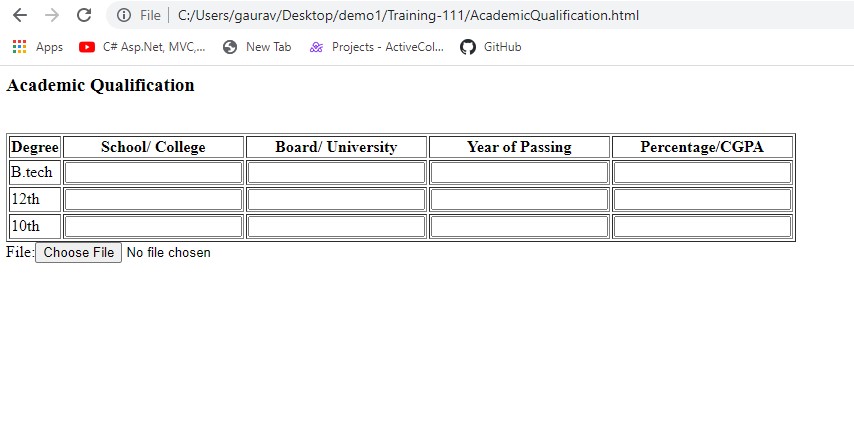 File C:/Users/gaurav/Desktop/demo1/Training-111/AcademicQualification.html
Apps C# Asp.Net, MVC,... New Tab Projects - ActiveCol... GitHub
Academic Qualification
Degree School/ College Board/ University Year of Passing Percentage/CGPA
B.tech
12th
10th
File: Choose File No file chosen